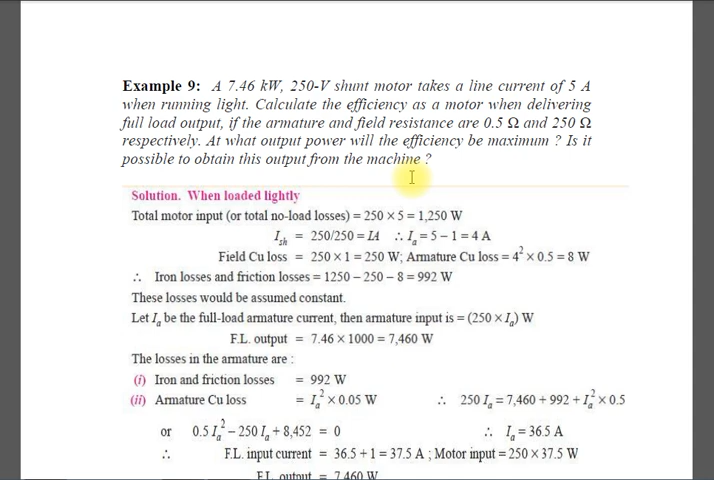 Example 9: A 7.46 kW, 250-V shunt motor takes a line current of 5 A
when running light. Calculate the efficiency as a motor when delivering
full load output, if the armature and field resistance are 0.5 Ω and 250 Ω
respectively. At what output power will the efficiency be maximum ? Is it
possible to obtain this output from the machine ?
Solution. When loaded lightly
Total motor input (or total no-load losses) = 250 × 5 = 1,250 W
I_sh = 250/250 = IA ∴ I_a = 5 – 1 = 4 A
Field Cu loss = 250 × 1 = 250 W; Armature Cu loss = 4² × 0.5 = 8 W
∴ Iron losses and friction losses = 1250 – 250 – 8 = 992 W
These losses would be assumed constant.
Let I_a be the full-load armature current, then armature input is = (250 × I_a) W
F.L. output = 7.46 × 1000 = 7,460 W
The losses in the armature are :
(i) Iron and friction losses = 992 W
(ii) Armature Cu loss = I_a² × 0.05 W ∴ 250 I_a = 7,460 + 992 + I_a² × 0.5
or 0.5 I_a² – 250 I_a + 8,452 = 0 ∴ I_a = 36.5 A
∴ F.L. input current = 36.5 + 1 = 37.5 A ; Motor input = 250 × 37.5 W
F.L. output = 7,460 W